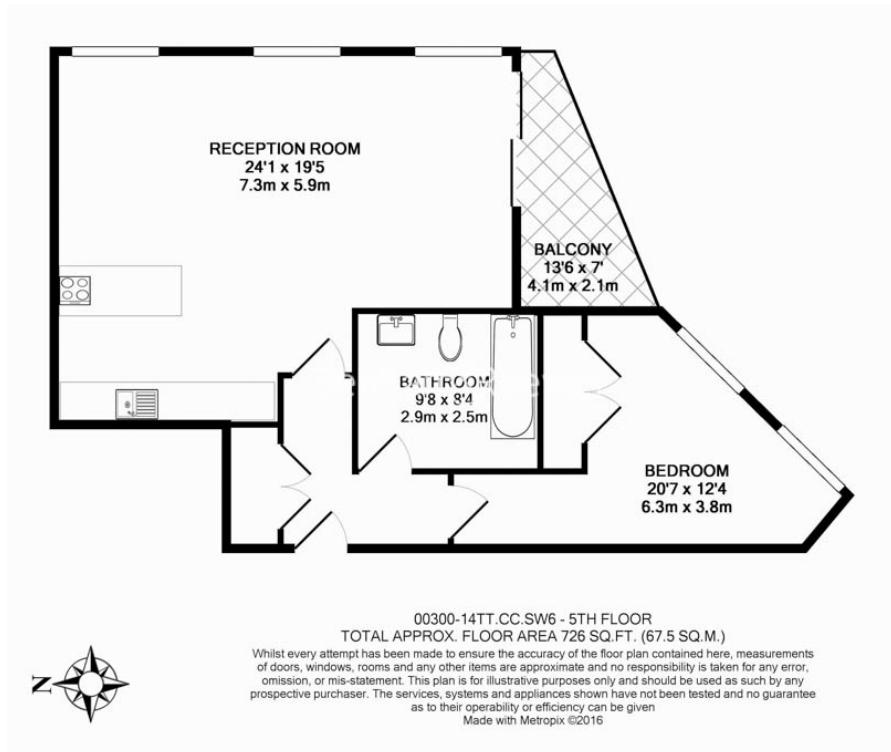 RECEPTION ROOM
24'1 x 19'5
7.3m x 5.9m
BALCONY
13'6 x 7'
4.1m x 2.1m
BATHROOM
9'8 x 8'4
2.9m x 2.5m
BEDROOM
20'7 x 12'4
6.3m x 3.8m
00300-14TT.CC.SW6 - 5TH FLOOR
TOTAL APPROX. FLOOR AREA 726 SQ.FT. (67.5 SQ.M.)
Whilst every attempt has been made to ensure the accuracy of the floor plan contained here, measurements
of doors, windows, rooms and any other items are approximate and no responsibility is taken for any error,
omission, or mis-statement. This plan is for illustrative purposes only and should be used as such by any
prospective purchaser. The services, systems and appliances shown have not been tested and no guarantee
as to their operability or efficiency can be given
Made with Metropix ©2016
N